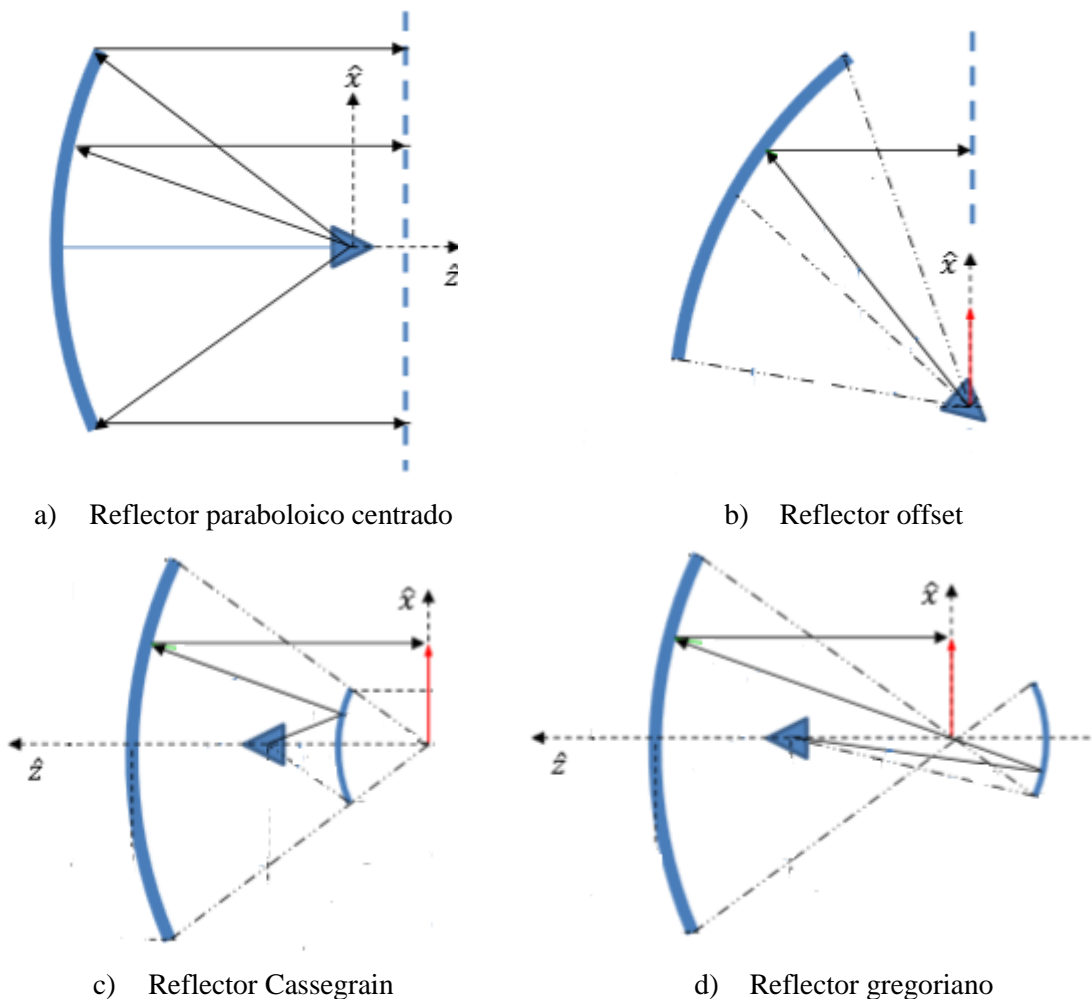 x̂
ẑ
a) Reflector paraboloico centrado
x̂
b) Reflector offset
x̂
ẑ
c) Reflector Cassegrain
x̂
ẑ
d) Reflector gregoriano